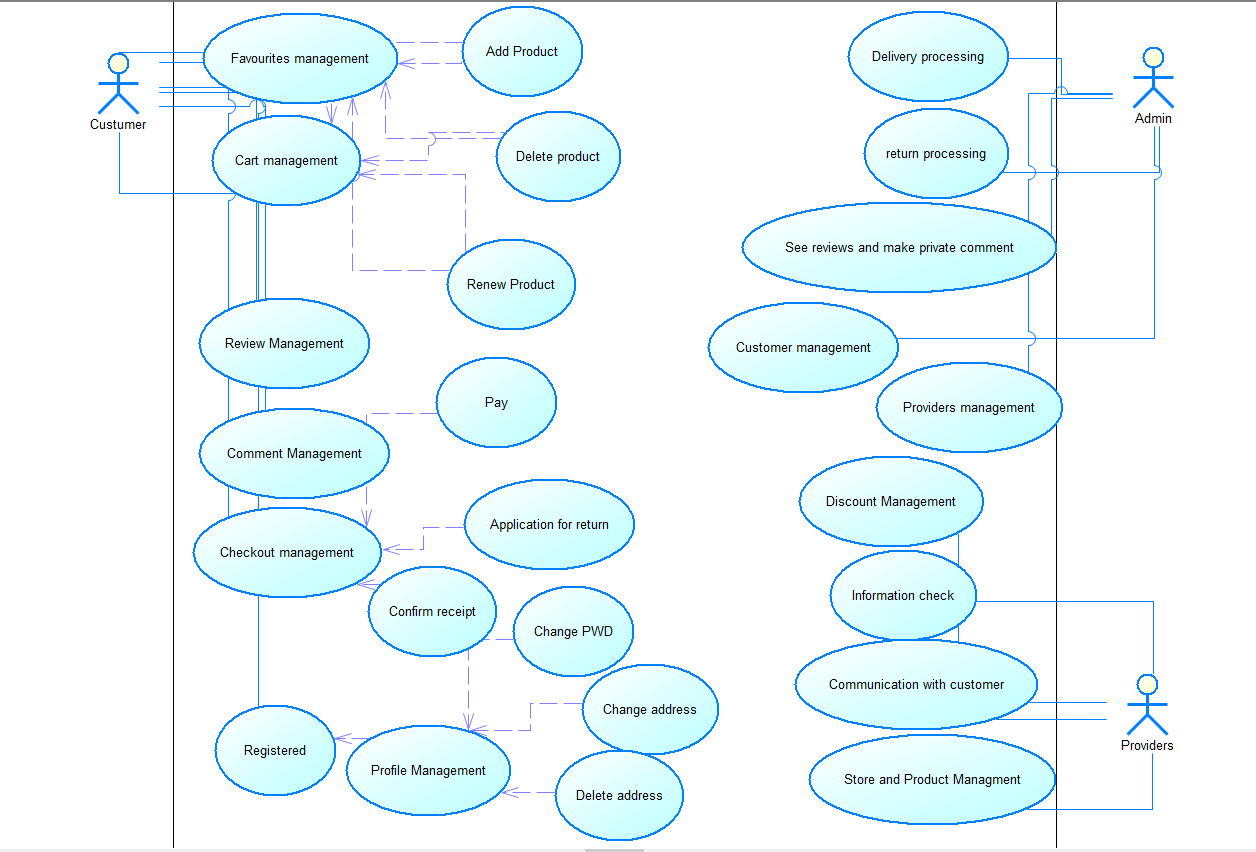 Favourites management
Add Product
Delivery processing
Custumer
Admin
Cart management
Delete product
return processing
See reviews and make private comment
Renew Product
Review Management
Customer management
Pay
Providers management
Comment Management
Discount Management
Application for return
Checkout management
Information check
Confirm receipt
Change PWD
Communication with customer
Change address
Providers
Registered
Profile Management
Store and Product Managment
Delete address